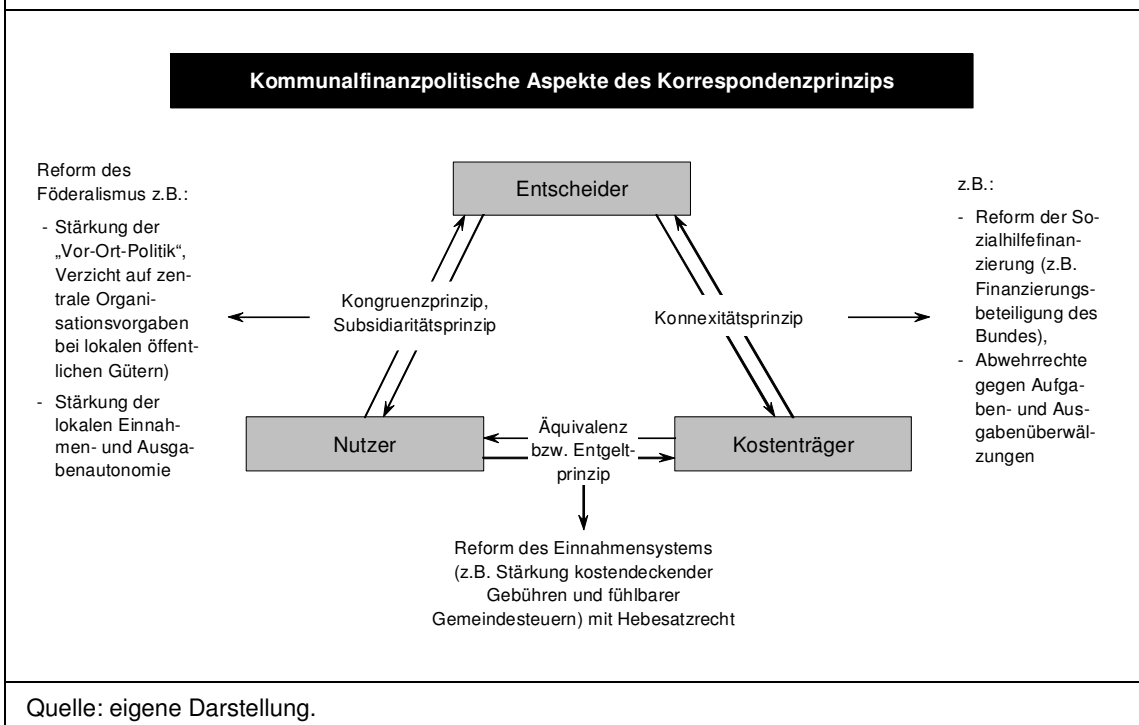 Kommunalfinanzpolitische Aspekte des Korrespondenzprinzips
Reform des
Föderalismus z.B.:
- Stärkung der
„Vor-Ort-Politik“,
Verzicht auf zen-
trale Organi-
sationsvorgaben
bei lokalen öffent-
lichen Gütern)
- Stärkung der
lokalen Einnah-
men- und Ausga-
benautonomie
Entscheider
Kongruenzprinzip,
Subsidiaritätsprinzip
Konnexitätsprinzip
z.B.:
- Reform der So-
zialhilfefinan-
zierung (z.B.
Finanzierungs-
beteiligung des
Bundes),
- Abwehrrechte
gegen Aufga-
ben- und Aus-
gabenüberwäl-
zungen
Nutzer
Äquivalenz
bzw. Entgelt-
prinzip
Kostenträger
Reform des Einnahmensystems
(z.B. Stärkung kostendeckender
Gebühren und fühlbarer
Gemeindesteuern) mit Hebesatzrecht
Quelle: eigene Darstellung.